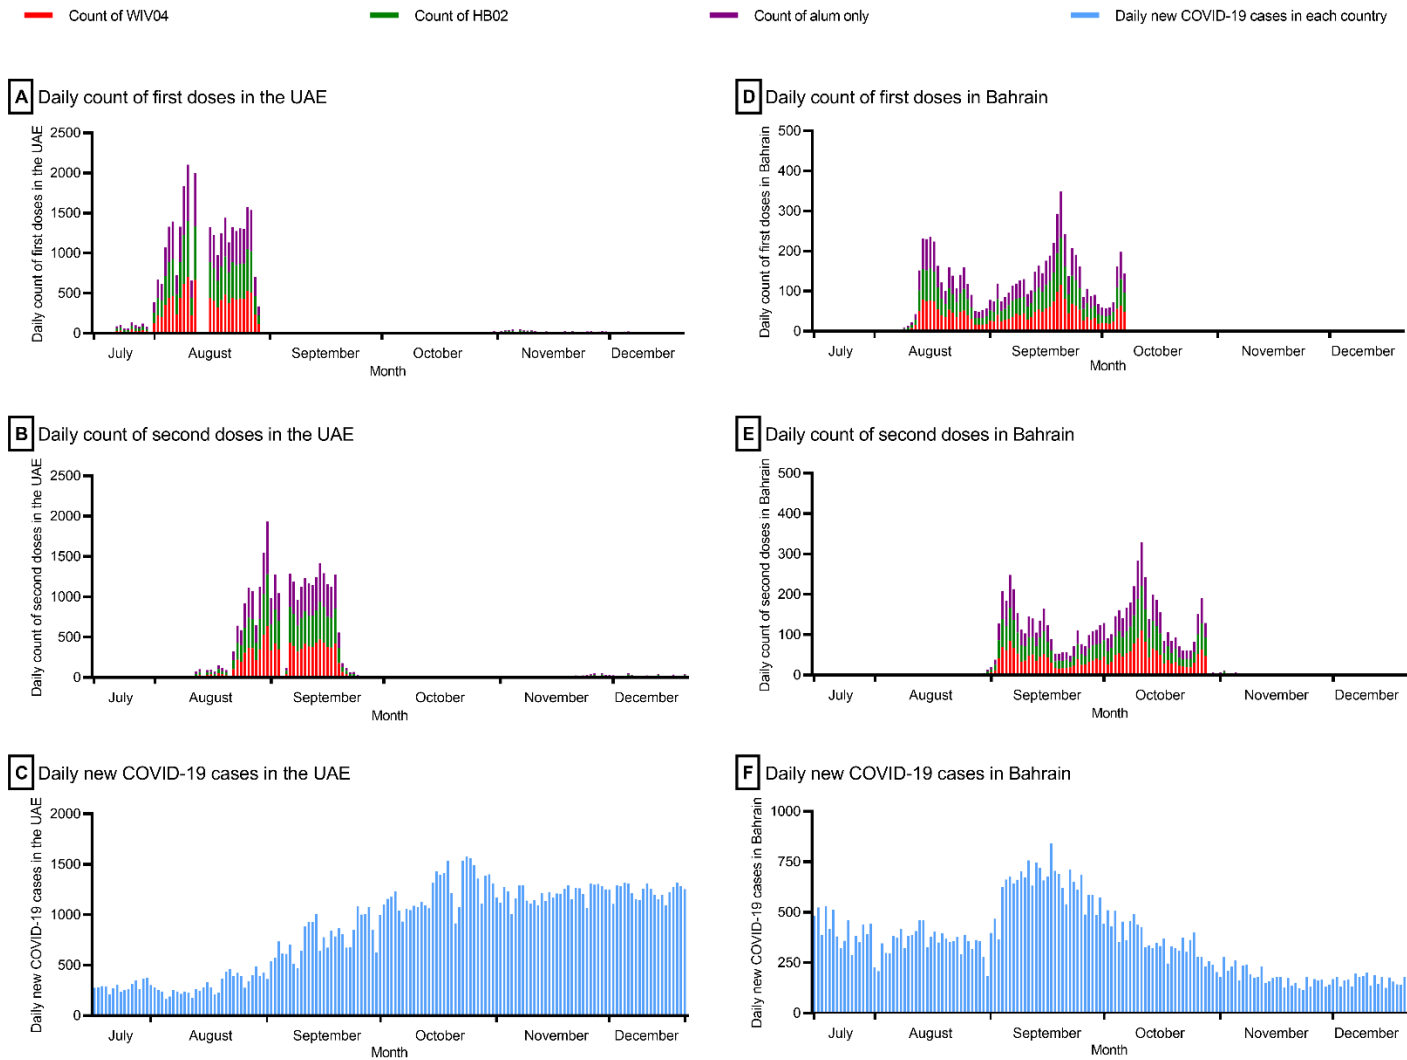 Count of WIV04
Count of HB02
Count of alum only
Daily new COVID-19 cases in each country
A Daily count of first doses in the UAE
Daily count of first doses in the UAE
2500
2000
1500
1000
500
0
July August September October November December
Month
D Daily count of first doses in Bahrain
Daily count of first doses in Bahrain
500
400
300
200
100
0
July August September October November December
Month
B Daily count of second doses in the UAE
Daily count of second doses in the UAE
2500
2000
1500
1000
500
0
July August September October November December
Month
E Daily count of second doses in Bahrain
Daily count of second doses in Bahrain
500
400
300
200
100
0
July August September October November December
Month
C Daily new COVID-19 cases in the UAE
Daily new COVID-19 cases in the UAE
2000
1500
1000
500
0
July August September October November December
Month
F Daily new COVID-19 cases in Bahrain
Daily new COVID-19 cases in Bahrain
1000
750
500
250
0
July August September October November December
Month